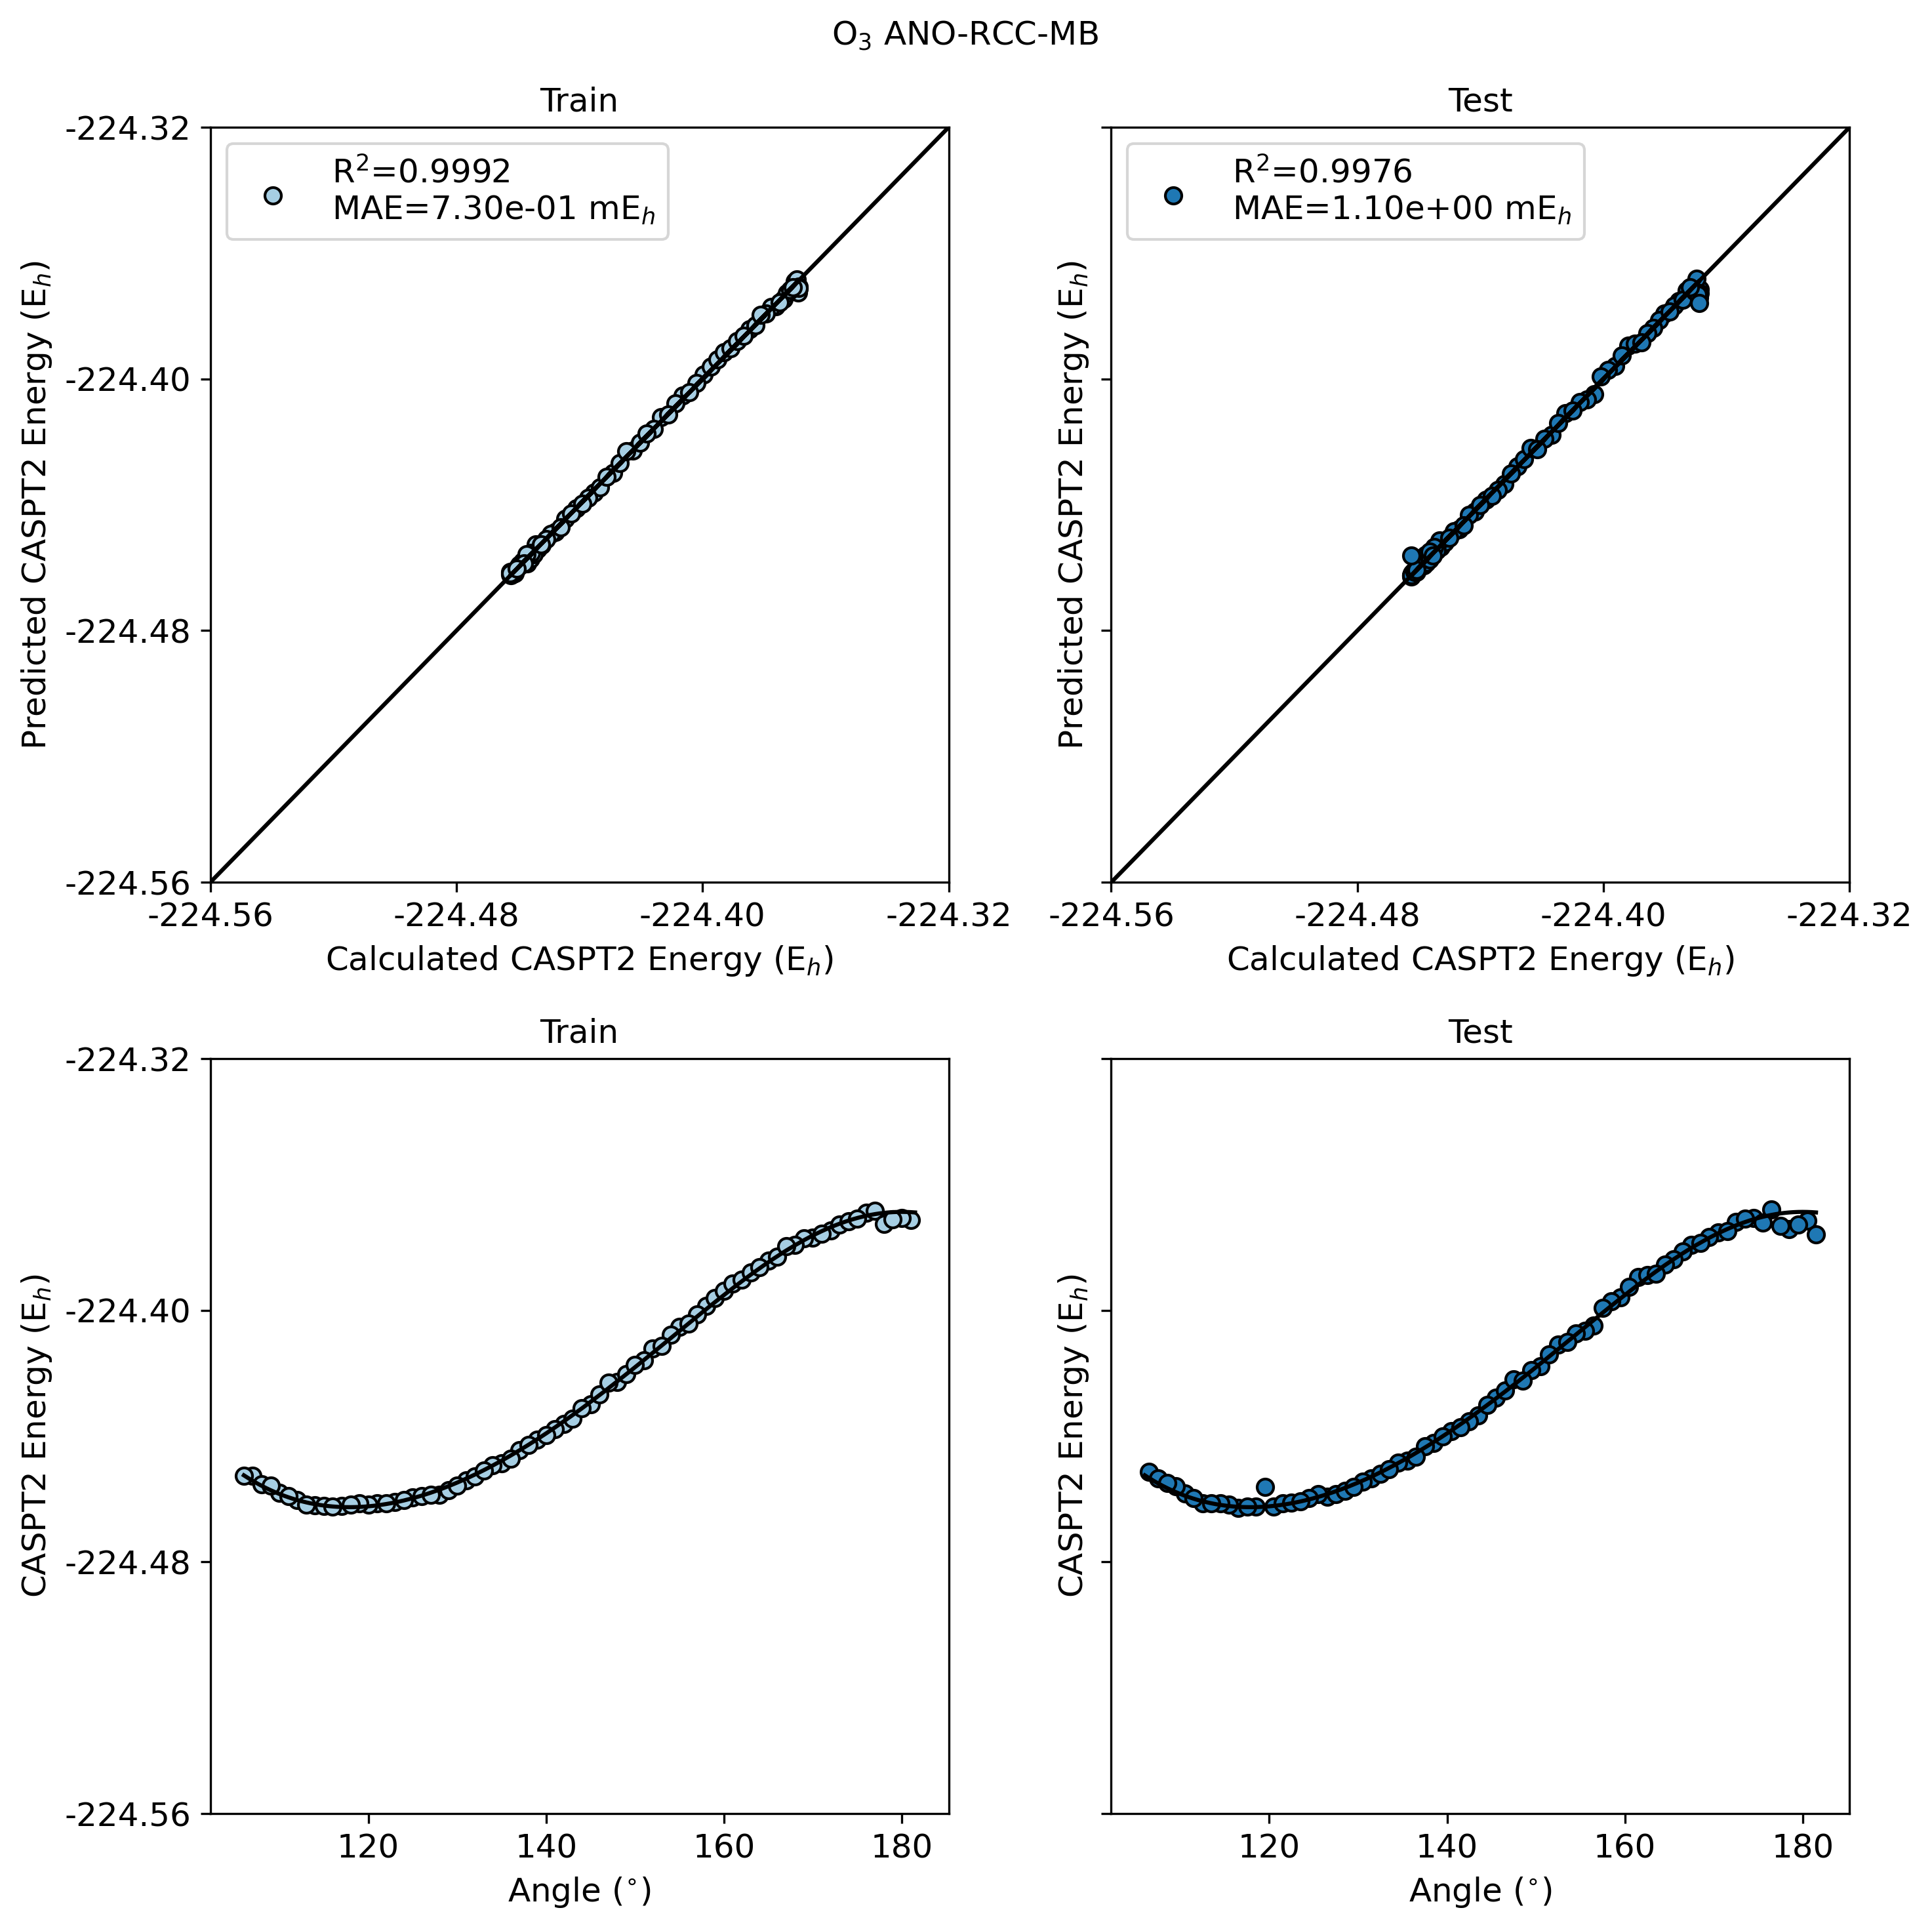 O₃ ANO-RCC-MB
Train
-224.32
-224.40
-224.48
-224.56
Predicted CASPT2 Energy (Eₕ)
R²=0.9992
MAE=7.30e-01 mEₕ
-224.56 -224.48 -224.40 -224.32
Calculated CASPT2 Energy (Eₕ)
Test
Predicted CASPT2 Energy (Eₕ)
R²=0.9976
MAE=1.10e+00 mEₕ
-224.56 -224.48 -224.40 -224.32
Calculated CASPT2 Energy (Eₕ)
Train
-224.32
-224.40
-224.48
-224.56
CASPT2 Energy (Eₕ)
120 140 160 180
Angle (°)
Test
CASPT2 Energy (Eₕ)
120 140 160 180
Angle (°)